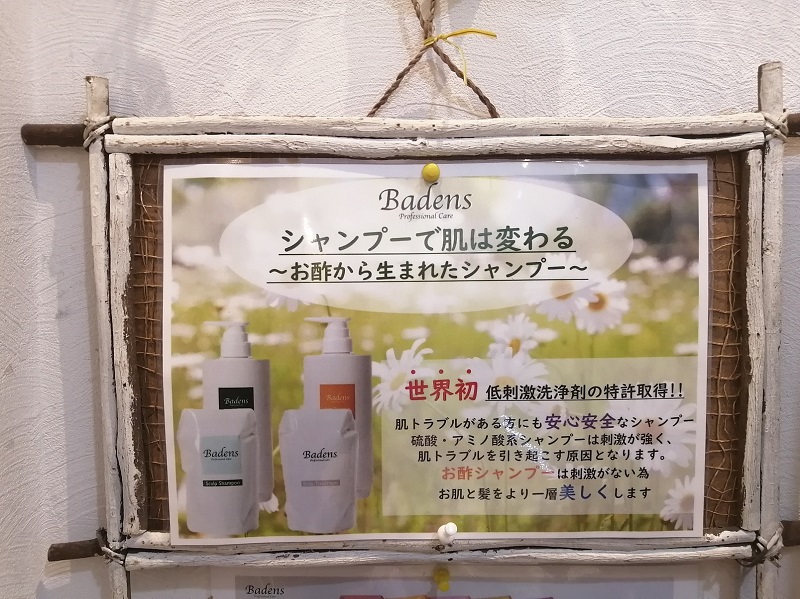 Badens
Professional Care
シャンプーで肌は変わる
~お酢から生まれたシャンプー~
世界初 低刺激洗浄剤の特許取得!!
肌トラブルがある方にも安心安全なシャンプー
硫酸・アミノ酸系シャンプーは刺激が強く、
肌トラブルを引き起こす原因となります。
お酢シャンプーは刺激がない為
お肌と髪をより一層美しくします
Badens
Badens
Badens
Scalp Shampoo
Badens
Badens